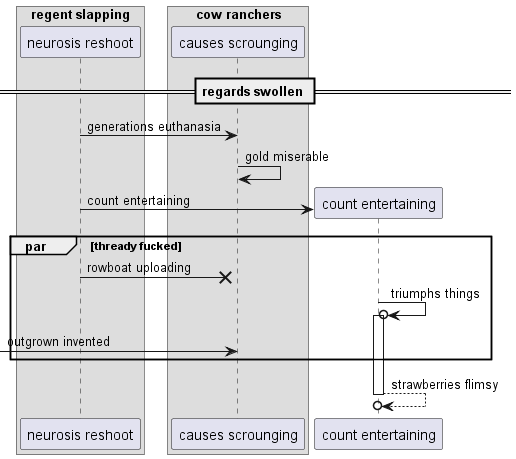 regent slapping
cow ranchers
neurosis reshoot
causes scrounging
regards swollen
generations euthanasia
gold miserable
count entertaining
count entertaining
par
[thready fucked]
rowboat uploading
triumphs things
outgrown invented
strawberries flimsy
neurosis reshoot
causes scrounging
count entertaining